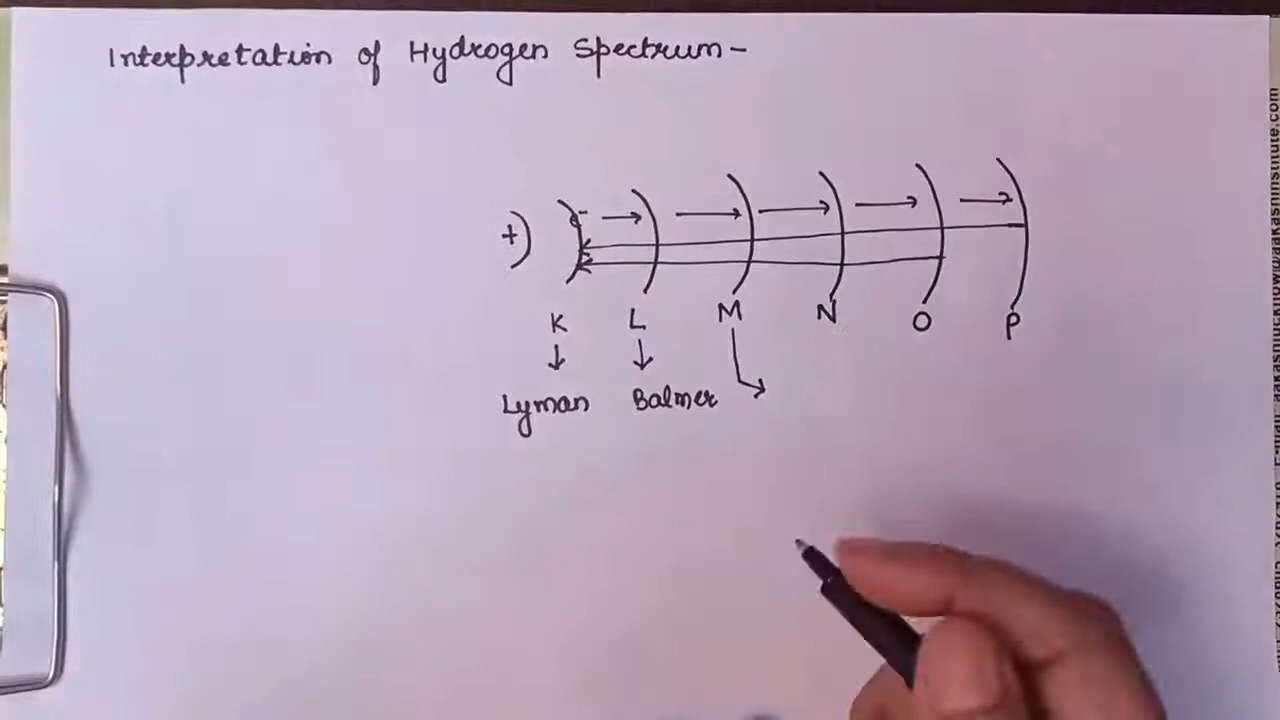 Interpretation of Hydrogen Spectrum-
+) e-
K L M N O P
Lyman Balmer